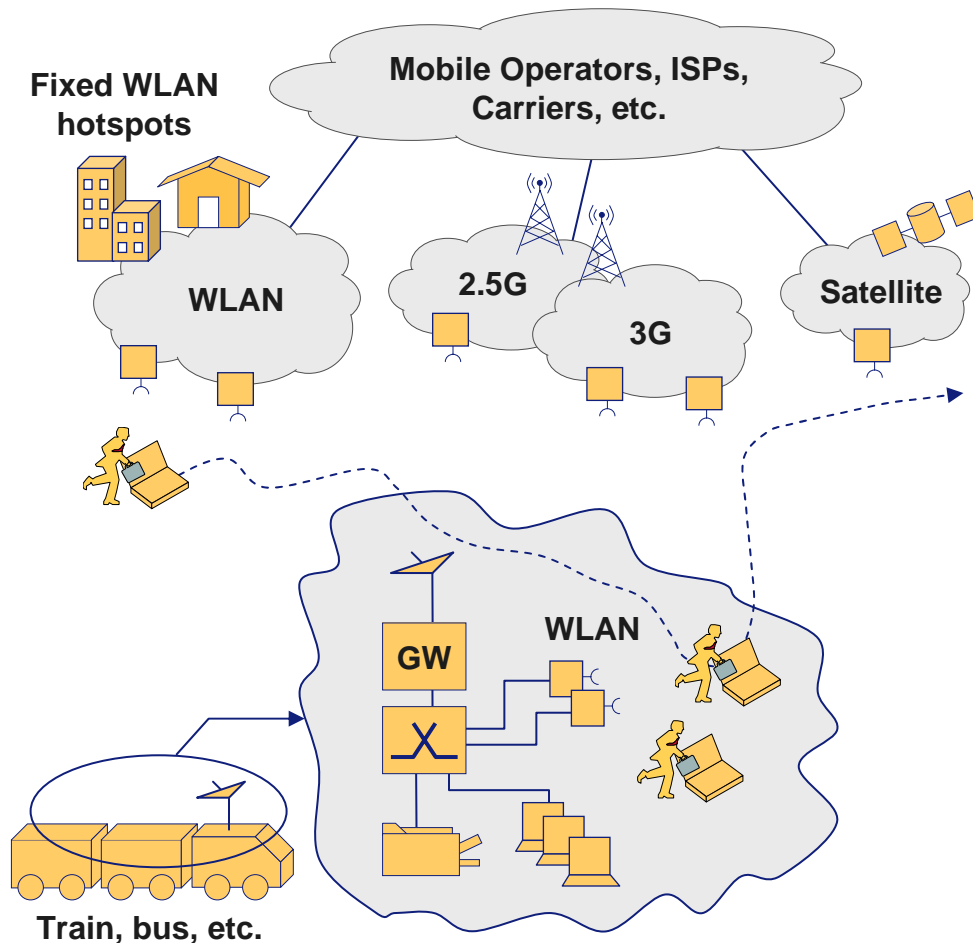 Mobile Operators, ISPs,
Carriers, etc.
Fixed WLAN
hotspots
WLAN
2.5G
3G
Satellite
WLAN
GW
Train, bus, etc.